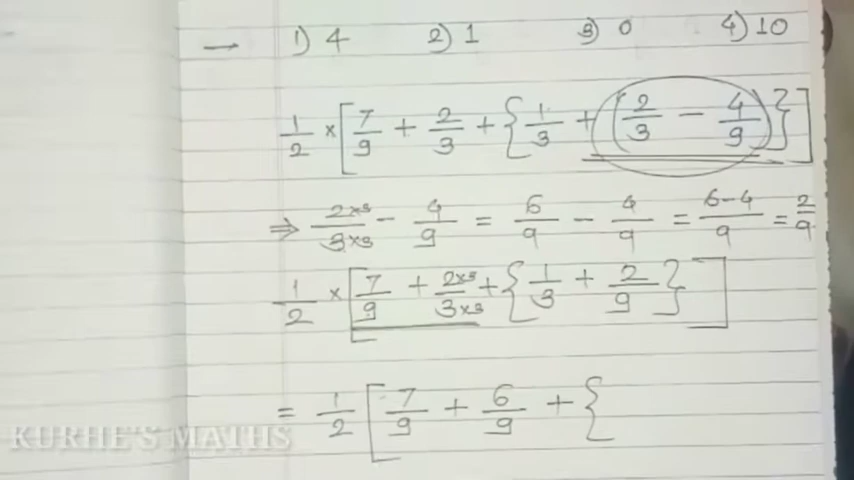 → 1) 4 2) 1 3) 0 4) 10
1/2 × [7/9 + 2/3 + {1/3 + (2/3 − 4/9)}]
⇒ 2×3/3×3 − 4/9 = 6/9 − 4/9 = 6−4/9 = 2/9
1/2 × [7/9 + 2×3/3×3 + {1/3 + 2/9}]
= 1/2 [7/9 + 6/9 + {
KURHE'S MATHS